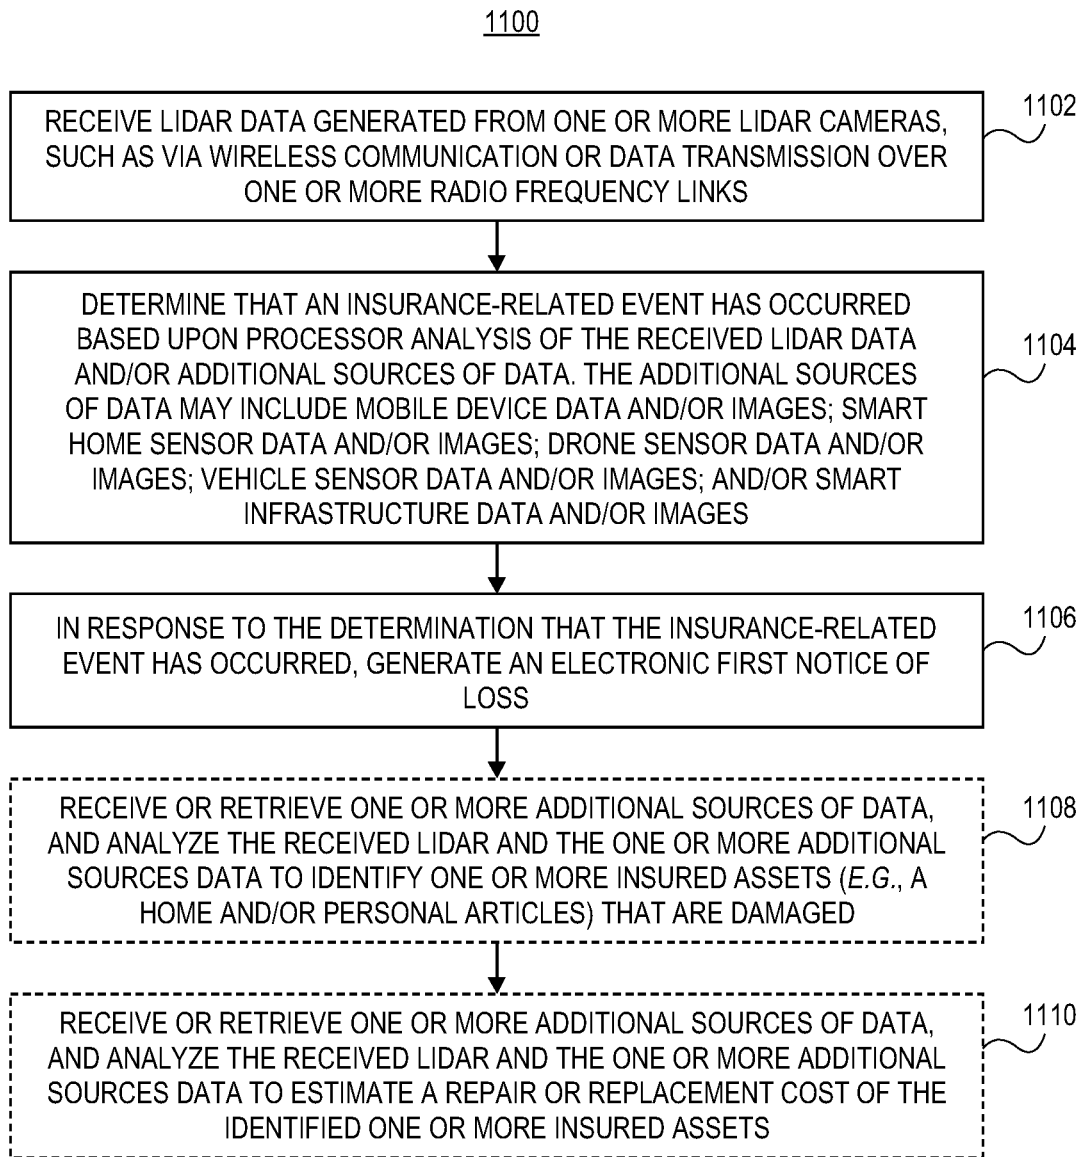 1100
RECEIVE LIDAR DATA GENERATED FROM ONE OR MORE LIDAR CAMERAS,
SUCH AS VIA WIRELESS COMMUNICATION OR DATA TRANSMISSION OVER
ONE OR MORE RADIO FREQUENCY LINKS
1102
DETERMINE THAT AN INSURANCE-RELATED EVENT HAS OCCURRED
BASED UPON PROCESSOR ANALYSIS OF THE RECEIVED LIDAR DATA
AND/OR ADDITIONAL SOURCES OF DATA. THE ADDITIONAL SOURCES
OF DATA MAY INCLUDE MOBILE DEVICE DATA AND/OR IMAGES; SMART
HOME SENSOR DATA AND/OR IMAGES; DRONE SENSOR DATA AND/OR
IMAGES; VEHICLE SENSOR DATA AND/OR IMAGES; AND/OR SMART
INFRASTRUCTURE DATA AND/OR IMAGES
1104
IN RESPONSE TO THE DETERMINATION THAT THE INSURANCE-RELATED
EVENT HAS OCCURRED, GENERATE AN ELECTRONIC FIRST NOTICE OF
LOSS
1106
RECEIVE OR RETRIEVE ONE OR MORE ADDITIONAL SOURCES OF DATA,
AND ANALYZE THE RECEIVED LIDAR AND THE ONE OR MORE ADDITIONAL
SOURCES DATA TO IDENTIFY ONE OR MORE INSURED ASSETS (E.G., A
HOME AND/OR PERSONAL ARTICLES) THAT ARE DAMAGED
1108
RECEIVE OR RETRIEVE ONE OR MORE ADDITIONAL SOURCES OF DATA,
AND ANALYZE THE RECEIVED LIDAR AND THE ONE OR MORE ADDITIONAL
SOURCES DATA TO ESTIMATE A REPAIR OR REPLACEMENT COST OF THE
IDENTIFIED ONE OR MORE INSURED ASSETS
1110